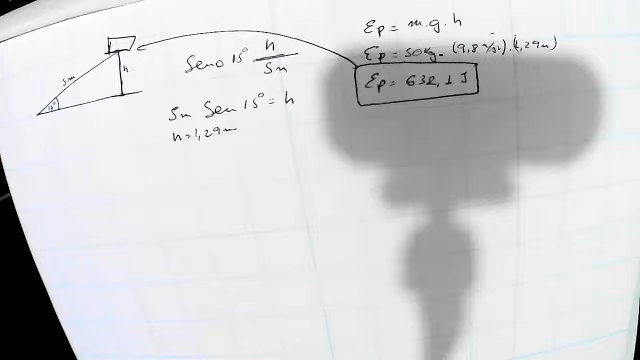 5m
h
15°
Seno 15° h/5m
5m Sen 15° = h
h = 1,29m
Ep = m.g.h
Ep = 50kg. (9,8 m/s²).(1,29m)
Ep = 632,1 J